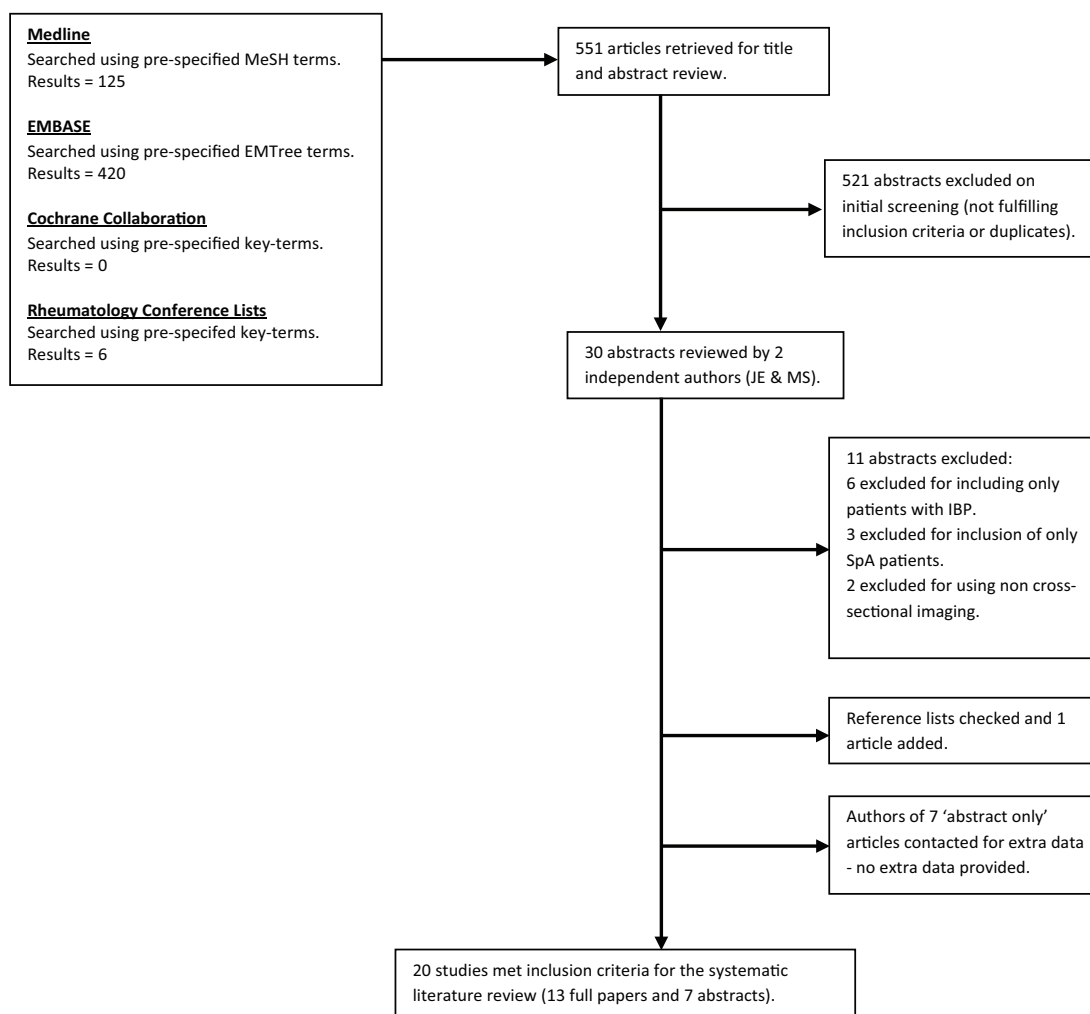 Medline
Searched using pre-specified MeSH terms.
Results = 125
EMBASE
Searched using pre-specified EMTree terms.
Results = 420
Cochrane Collaboration
Searched using pre-specified key-terms.
Results = 0
Rheumatology Conference Lists
Searched using pre-specifed key-terms.
Results = 6
551 articles retrieved for title
and abstract review.
521 abstracts excluded on
initial screening (not fulfilling
inclusion criteria or duplicates).
30 abstracts reviewed by 2
independent authors (JE & MS).
11 abstracts excluded:
6 excluded for including only
patients with IBP.
3 excluded for inclusion of only
SpA patients.
2 excluded for using non cross-
sectional imaging.
Reference lists checked and 1
article added.
Authors of 7 ‘abstract only’
articles contacted for extra data
- no extra data provided.
20 studies met inclusion criteria for the systematic
literature review (13 full papers and 7 abstracts).